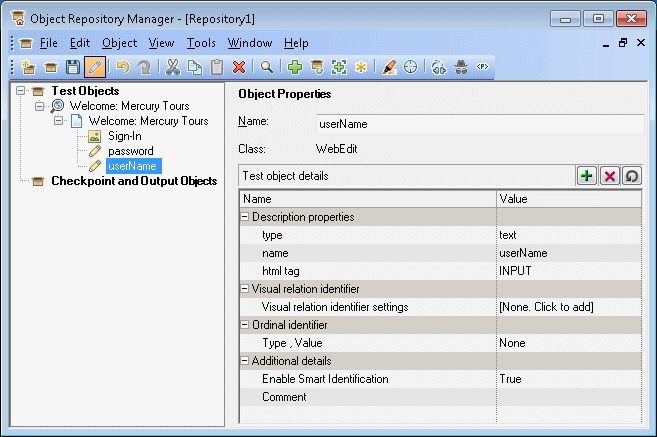 Object Repository Manager - [Repository1]
File Edit Object View Tools Window Help
Test Objects
Welcome: Mercury Tours
Welcome: Mercury Tours
Sign-In
password
userName
Checkpoint and Output Objects
Object Properties
Name: userName
Class: WebEdit
Test object details
Name Value
Description properties
type text
name userName
html tag INPUT
Visual relation identifier
Visual relation identifier settings [None. Click to add]
Ordinal identifier
Type , Value None
Additional details
Enable Smart Identification True
Comment